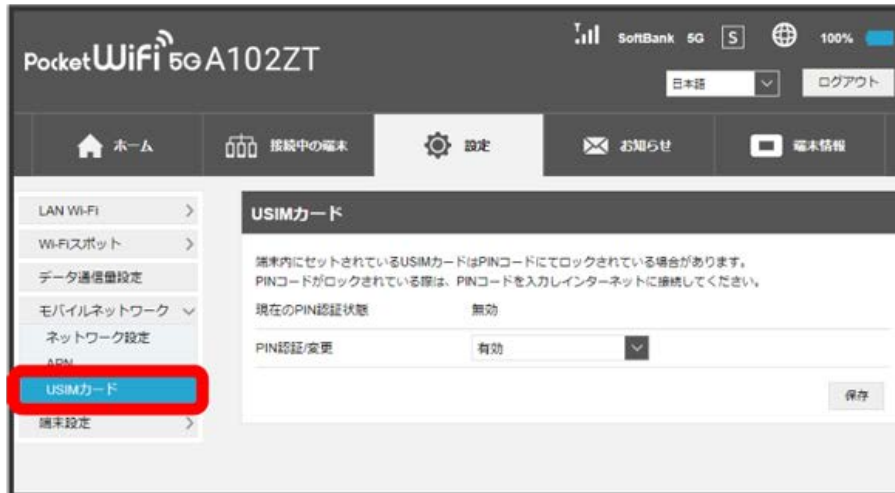 Pocket WiFi 5G A102ZT
SoftBank 5G S 100%
日本語 ログアウト
ホーム 接続中の端末 設定 お知らせ 端末情報
LAN Wi-Fi
Wi-Fiスポット
データ通信量設定
モバイルネットワーク
ネットワーク設定
APN
USIMカード
端末設定
USIMカード
端末内にセットされているUSIMカードはPINコードにてロックされている場合があります。
PINコードがロックされている際は、PINコードを入力しインターネットに接続してください。
現在のPIN認証状態 無効
PIN認証/変更 有効
保存